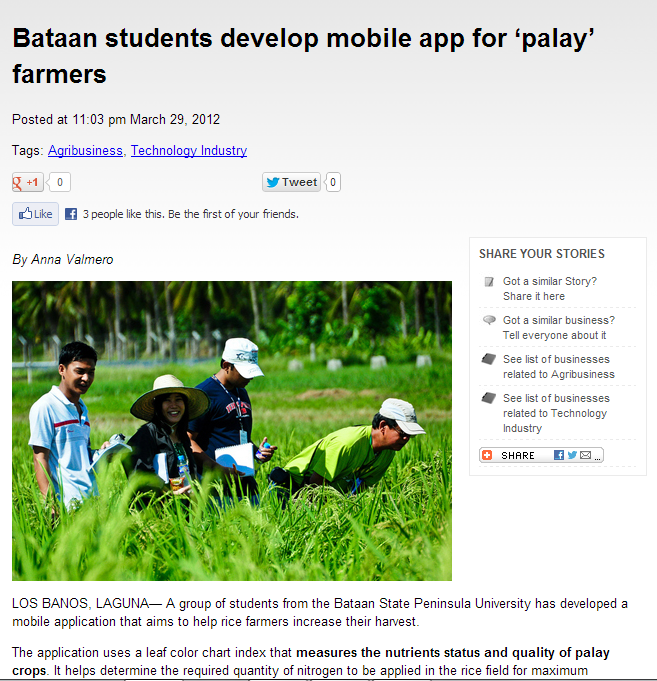 Bataan students develop mobile app for ‘palay’
farmers
Posted at 11:03 pm March 29, 2012
Tags: Agribusiness, Technology Industry
+1 0
Tweet 0
Like 3 people like this. Be the first of your friends.
By Anna Valmero
SHARE YOUR STORIES
Got a similar Story?
Share it here
Got a similar business?
Tell everyone about it
See list of businesses
related to Agribusiness
See list of businesses
related to Technology
Industry
SHARE ...
LOS BANOS, LAGUNA— A group of students from the Bataan State Peninsula University has developed a
mobile application that aims to help rice farmers increase their harvest.
The application uses a leaf color chart index that measures the nutrients status and quality of palay
crops. It helps determine the required quantity of nitrogen to be applied in the rice field for maximum